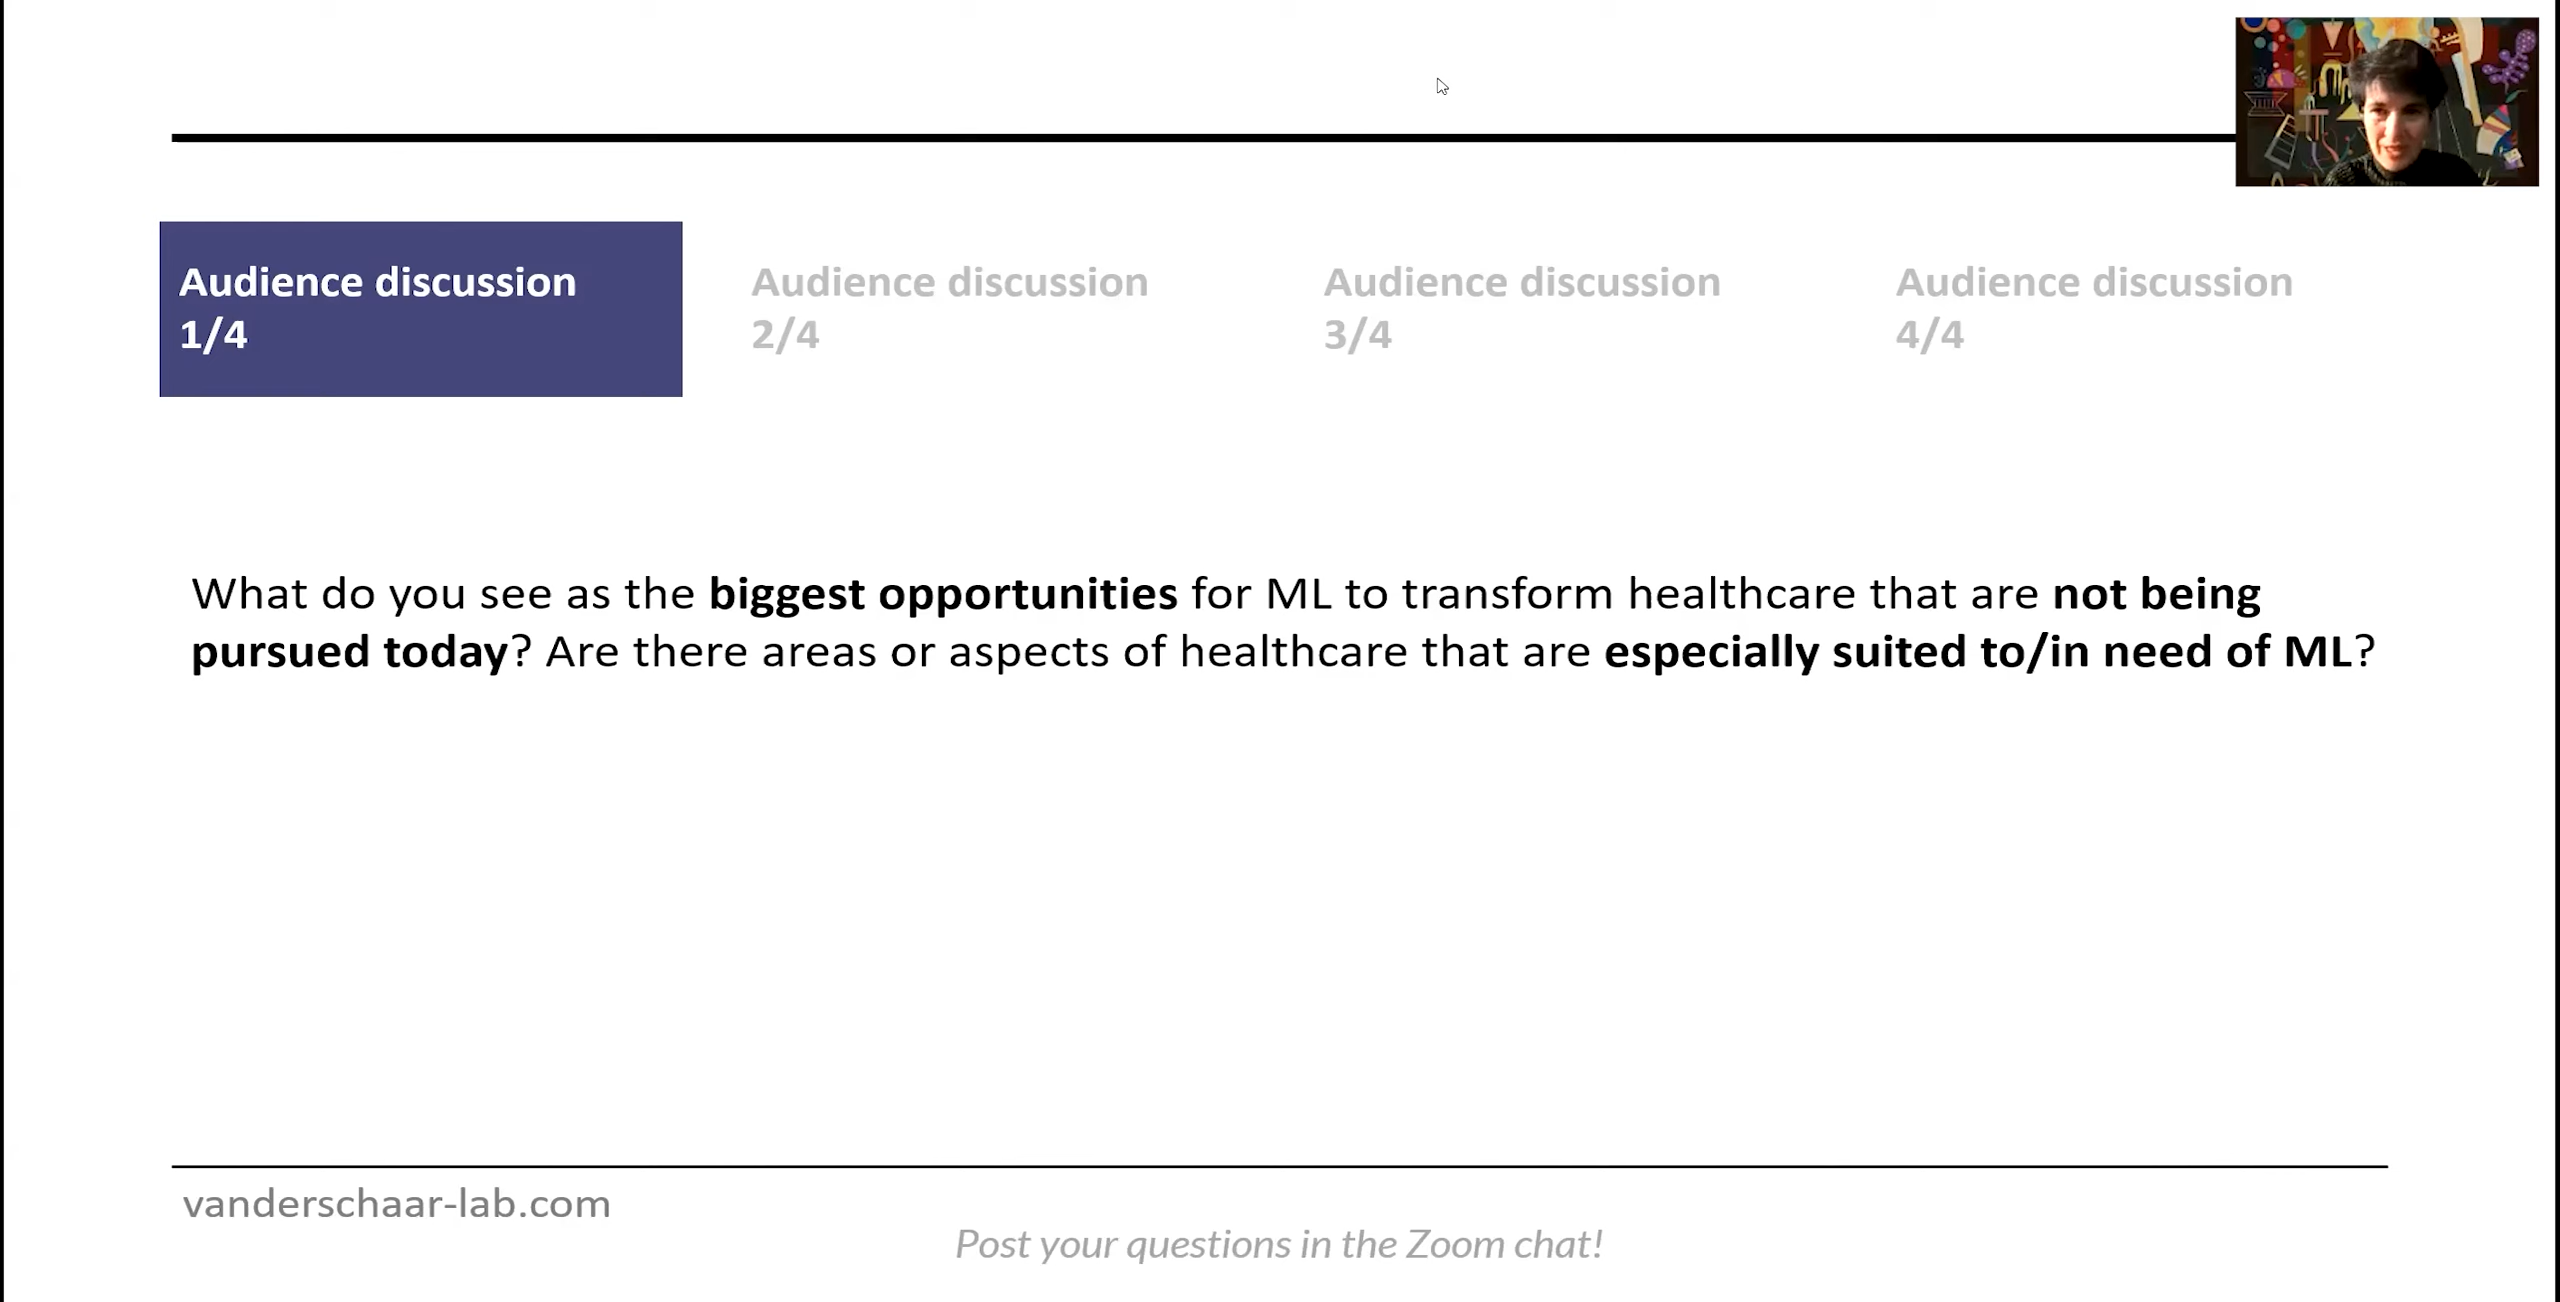 Audience discussion
1/4
Audience discussion
2/4
Audience discussion
3/4
Audience discussion
4/4
What do you see as the biggest opportunities for ML to transform healthcare that are not being
pursued today? Are there areas or aspects of healthcare that are especially suited to/in need of ML?
vanderschaar-lab.com
Post your questions in the Zoom chat!